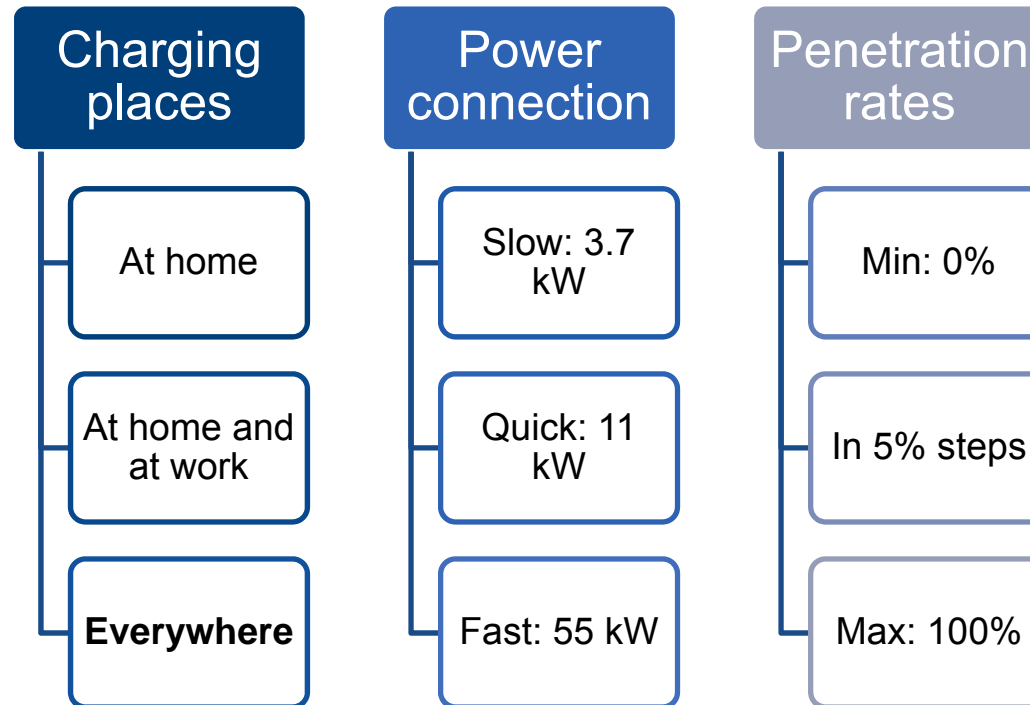 Charging
places
At home
At home and
at work
Everywhere
Power
connection
Slow: 3.7
kW
Quick: 11
kW
Fast: 55 kW
Penetration
rates
Min: 0%
In 5% steps
Max: 100%